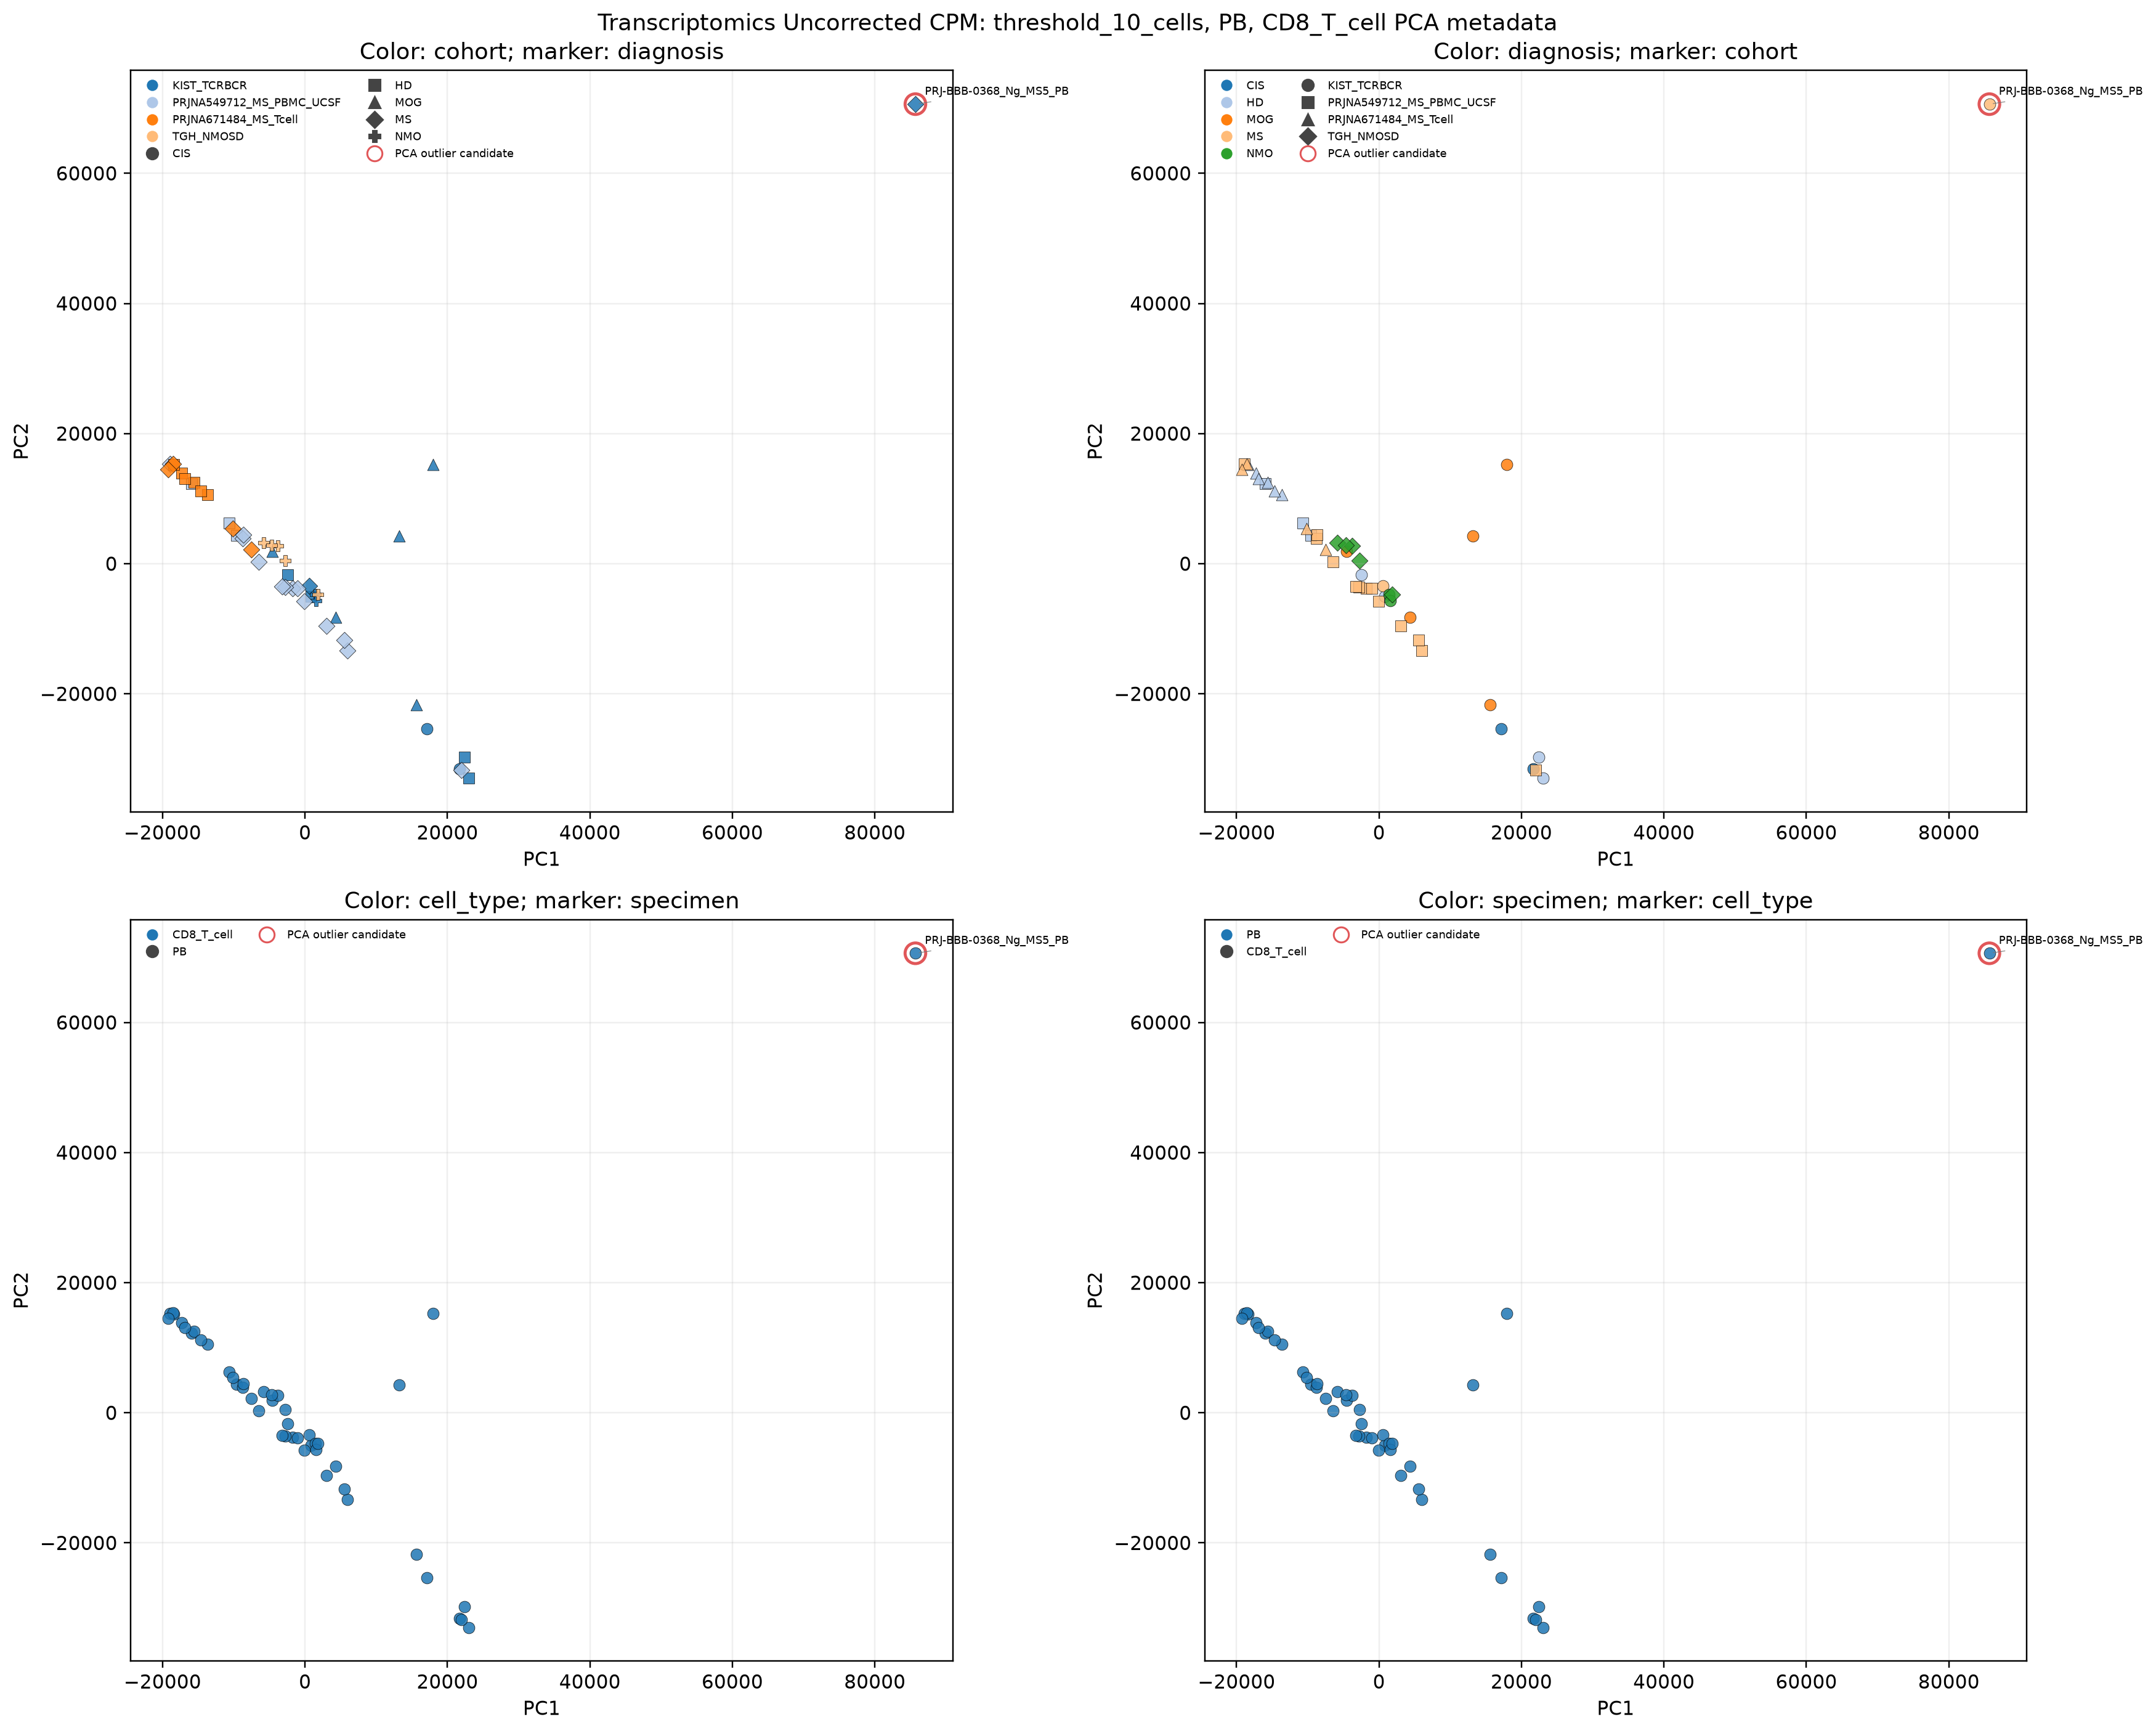 Transcriptomics Uncorrected CPM: threshold_10_cells, PB, CD8_T_cell PCA metadata
Color: cohort; marker: diagnosis
KIST_TCRBCR
PRJNA549712_MS_PBMC_UCSF
PRJNA671484_MS_Tcell
TGH_NMOSD
CIS
HD
MOG
MS
NMO
PCA outlier candidate
PRJ-BBB-0368_Ng_MS5_PB
60000
40000
20000
0
−20000
PC2
−20000 0 20000 40000 60000 80000
PC1
Color: diagnosis; marker: cohort
CIS
HD
MOG
MS
NMO
KIST_TCRBCR
PRJNA549712_MS_PBMC_UCSF
PRJNA671484_MS_Tcell
TGH_NMOSD
PCA outlier candidate
PRJ-BBB-0368_Ng_MS5_PB
60000
40000
20000
0
−20000
PC2
−20000 0 20000 40000 60000 80000
PC1
Color: cell_type; marker: specimen
CD8_T_cell
PB
PCA outlier candidate
PRJ-BBB-0368_Ng_MS5_PB
60000
40000
20000
0
−20000
PC2
−20000 0 20000 40000 60000 80000
PC1
Color: specimen; marker: cell_type
PB
CD8_T_cell
PCA outlier candidate
PRJ-BBB-0368_Ng_MS5_PB
60000
40000
20000
0
−20000
PC2
−20000 0 20000 40000 60000 80000
PC1